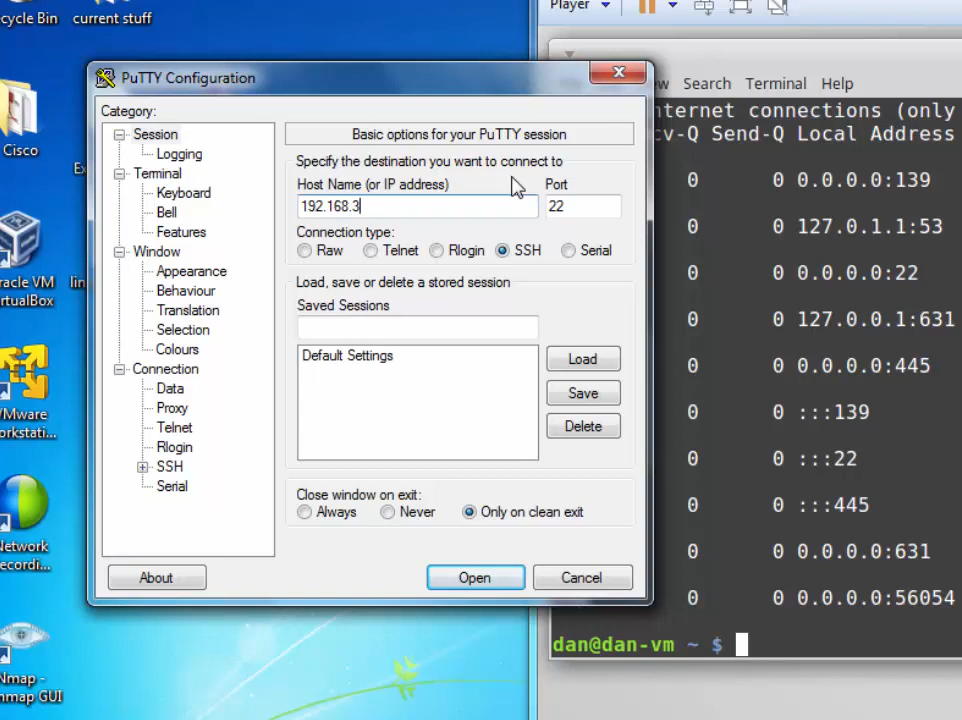 ecycle Bin
current stuff
Cisco
Ex
racle VM
rtualBox
lin
VMware
orkstati...
Network
ecordi...
Nmap -
nmap GUI
PuTTY Configuration
Category:
Session
Logging
Terminal
Keyboard
Bell
Features
Window
Appearance
Behaviour
Translation
Selection
Colours
Connection
Data
Proxy
Telnet
Rlogin
SSH
Serial
Basic options for your PuTTY session
Specify the destination you want to connect to
Host Name (or IP address)
Port
192.168.3
22
Connection type:
Raw
Telnet
Rlogin
SSH
Serial
Load, save or delete a stored session
Saved Sessions
Default Settings
Load
Save
Delete
Close window on exit:
Always
Never
Only on clean exit
About
Open
Cancel
Player
ew Search Terminal Help
nternet connections (only
cv-Q Send-Q Local Address
0 0 0.0.0.0:139
0 0 127.0.1.1:53
0 0 0.0.0.0:22
0 0 127.0.0.1:631
0 0 0.0.0.0:445
0 0 :::139
0 0 :::22
0 0 :::445
0 0 0.0.0.0:631
0 0 0.0.0.0:56054
dan@dan-vm ~ $